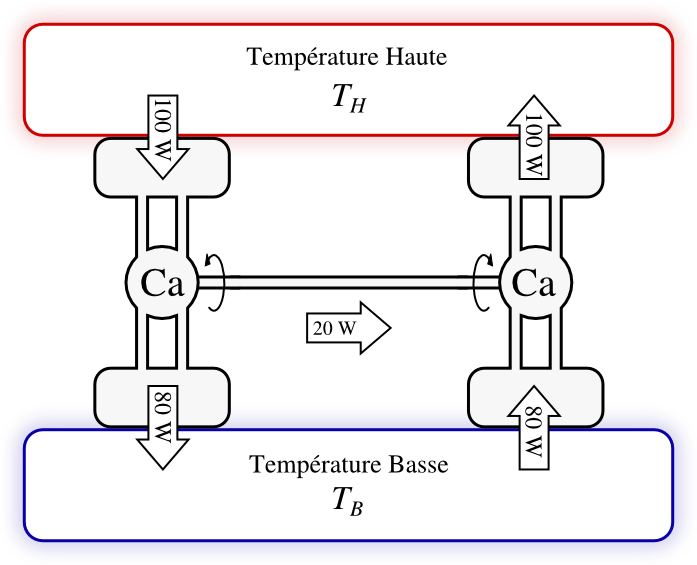 Température Haute
T_H
100 W
100 W
Ca
Ca
20 W
80 W
80 W
Température Basse
T_B